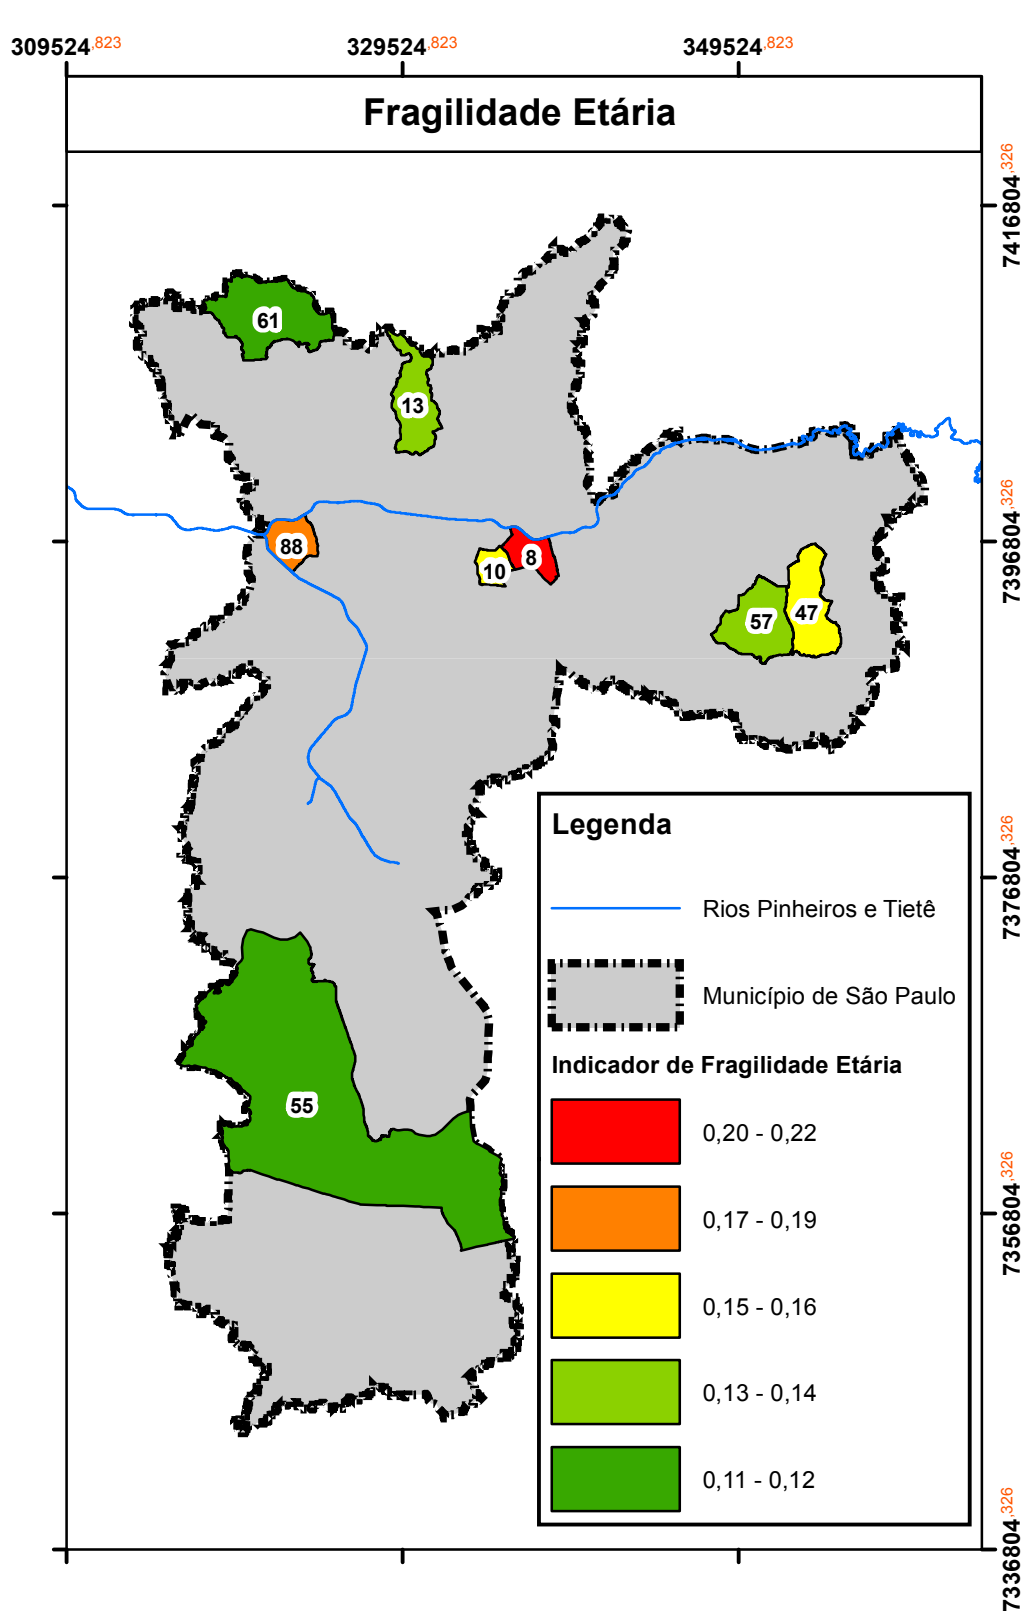 309524,823
329524,823
349524,823
Fragilidade Etária
7416804,326
61
13
7396804,326
88
10
8
57
47
Legenda
7376804,326
Rios Pinheiros e Tietê
Município de São Paulo
Indicador de Fragilidade Etária
55
0,20 - 0,22
7356804,326
0,17 - 0,19
0,15 - 0,16
0,13 - 0,14
0,11 - 0,12
7336804,326